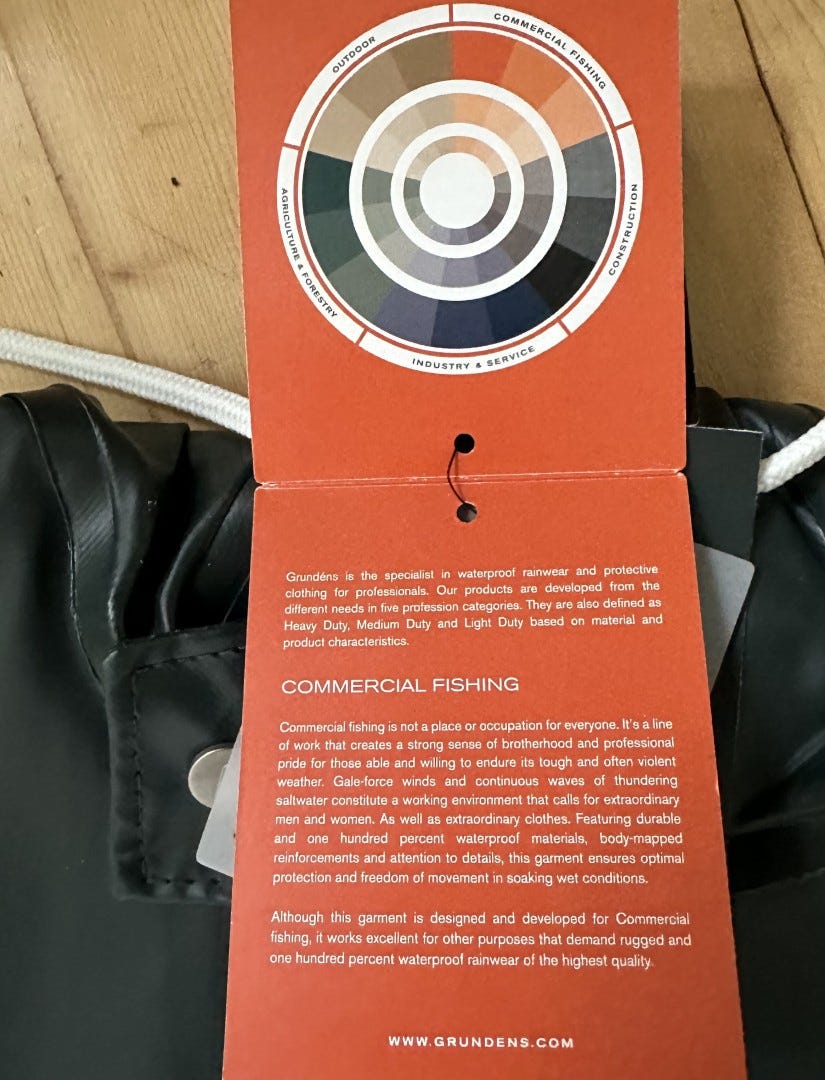 OUTDOOR
COMMERCIAL FISHING
AGRICULTURE & FORESTRY
CONSTRUCTION
INDUSTRY & SERVICE
Grundéns is the specialist in waterproof rainwear and protective
clothing for professionals. Our products are developed from the
different needs in five profession categories. They are also defined as
Heavy Duty, Medium Duty and Light Duty based on material and
product characteristics.
COMMERCIAL FISHING
Commercial fishing is not a place or occupation for everyone. It's a line
of work that creates a strong sense of brotherhood and professional
pride for those able and willing to endure its tough and often violent
weather. Gale-force winds and continuous waves of thundering
saltwater constitute a working environment that calls for extraordinary
men and women. As well as extraordinary clothes. Featuring durable
and one hundred percent waterproof materials, body-mapped
reinforcements and attention to details, this garment ensures optimal
protection and freedom of movement in soaking wet conditions.
Although this garment is designed and developed for Commercial
fishing, it works excellent for other purposes that demand rugged and
one hundred percent waterproof rainwear of the highest quality.
WWW.GRUNDENS.COM